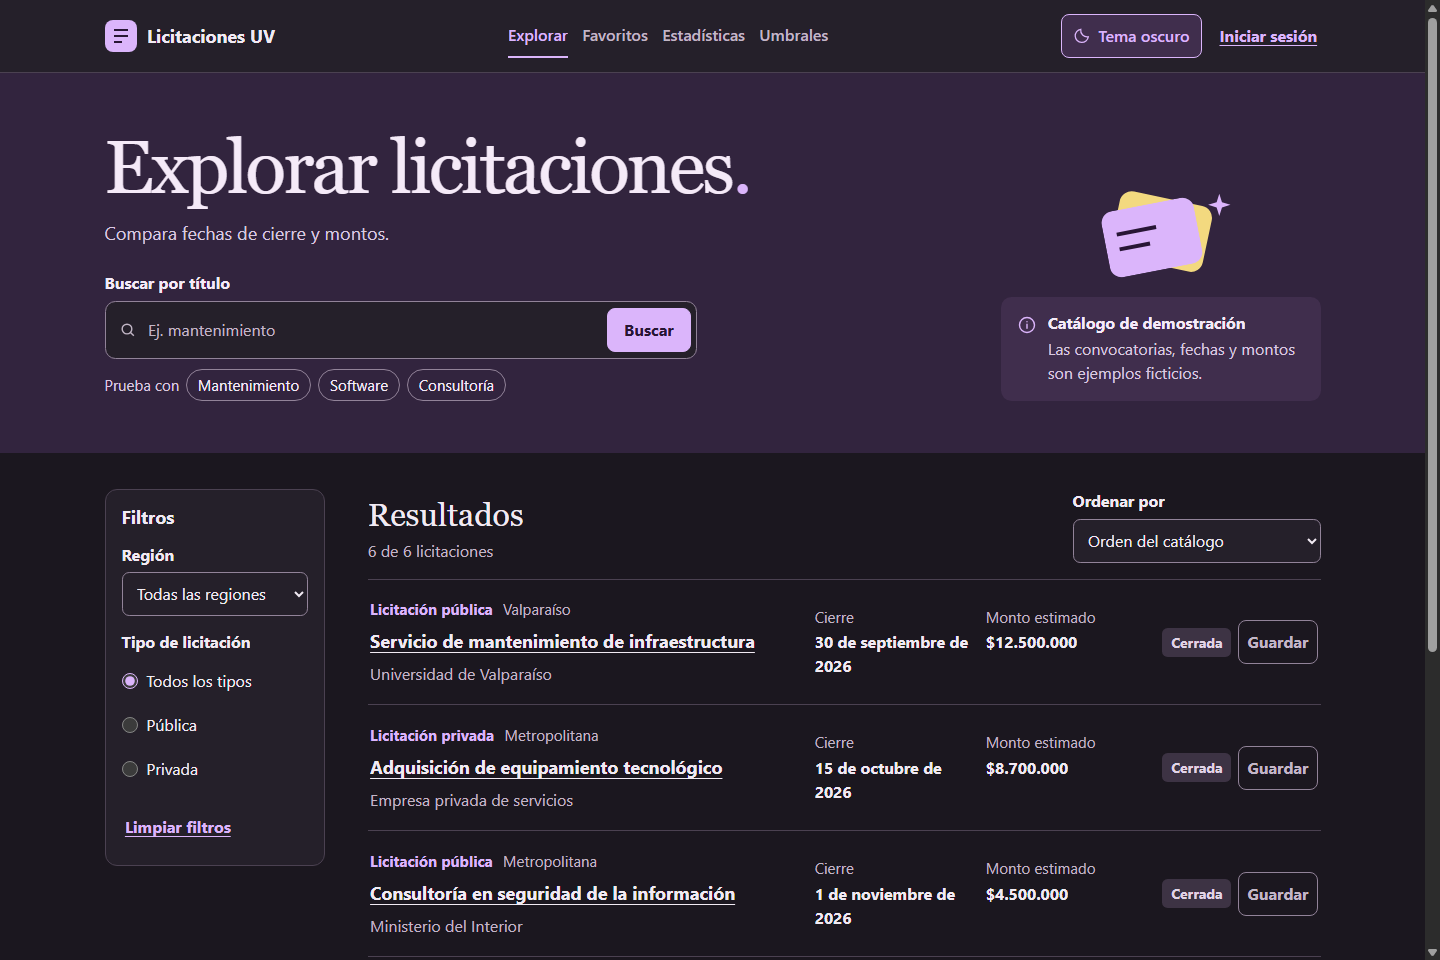 Licitaciones UV
Explorar Favoritos Estadísticas Umbrales
Tema oscuro
Iniciar sesión
Explorar licitaciones.
Compara fechas de cierre y montos.
Buscar por título
Ej. mantenimiento
Buscar
Prueba con Mantenimiento Software Consultoría
Catálogo de demostración
Las convocatorias, fechas y montos
son ejemplos ficticios.
Filtros
Región
Todas las regiones
Tipo de licitación
Todos los tipos
Pública
Privada
Limpiar filtros
Resultados
6 de 6 licitaciones
Ordenar por
Orden del catálogo
Licitación pública Valparaíso
Servicio de mantenimiento de infraestructura
Universidad de Valparaíso
Cierre
30 de septiembre de
2026
Monto estimado
$12.500.000
Cerrada
Guardar
Licitación privada Metropolitana
Adquisición de equipamiento tecnológico
Empresa privada de servicios
Cierre
15 de octubre de
2026
Monto estimado
$8.700.000
Cerrada
Guardar
Licitación pública Metropolitana
Consultoría en seguridad de la información
Ministerio del Interior
Cierre
1 de noviembre de
2026
Monto estimado
$4.500.000
Cerrada
Guardar